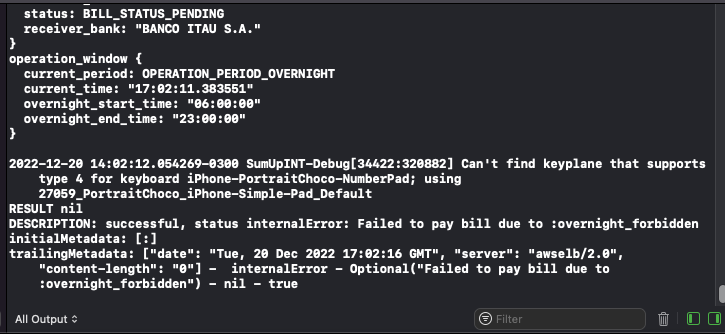 status: BILL_STATUS_PENDING
receiver_bank: "BANCO ITAU S.A."
}
operation_window {
current_period: OPERATION_PERIOD_OVERNIGHT
current_time: "17:02:11.383551"
overnight_start_time: "06:00:00"
overnight_end_time: "23:00:00"
}
2022-12-20 14:02:12.054269-0300 SumUpINT-Debug[34422:320882] Can't find keyplane that supports
type 4 for keyboard iPhone-PortraitChoco-NumberPad; using
27059_PortraitChoco_iPhone-Simple-Pad_Default
RESULT nil
DESCRIPTION: successful, status internalError: Failed to pay bill due to :overnight_forbidden
initialMetadata: [:]
trailingMetadata: ["date": "Tue, 20 Dec 2022 17:02:16 GMT", "server": "awselb/2.0",
"content-length": "0"] - internalError - Optional("Failed to pay bill due to
:overnight_forbidden") - nil - true
All Output
Filter